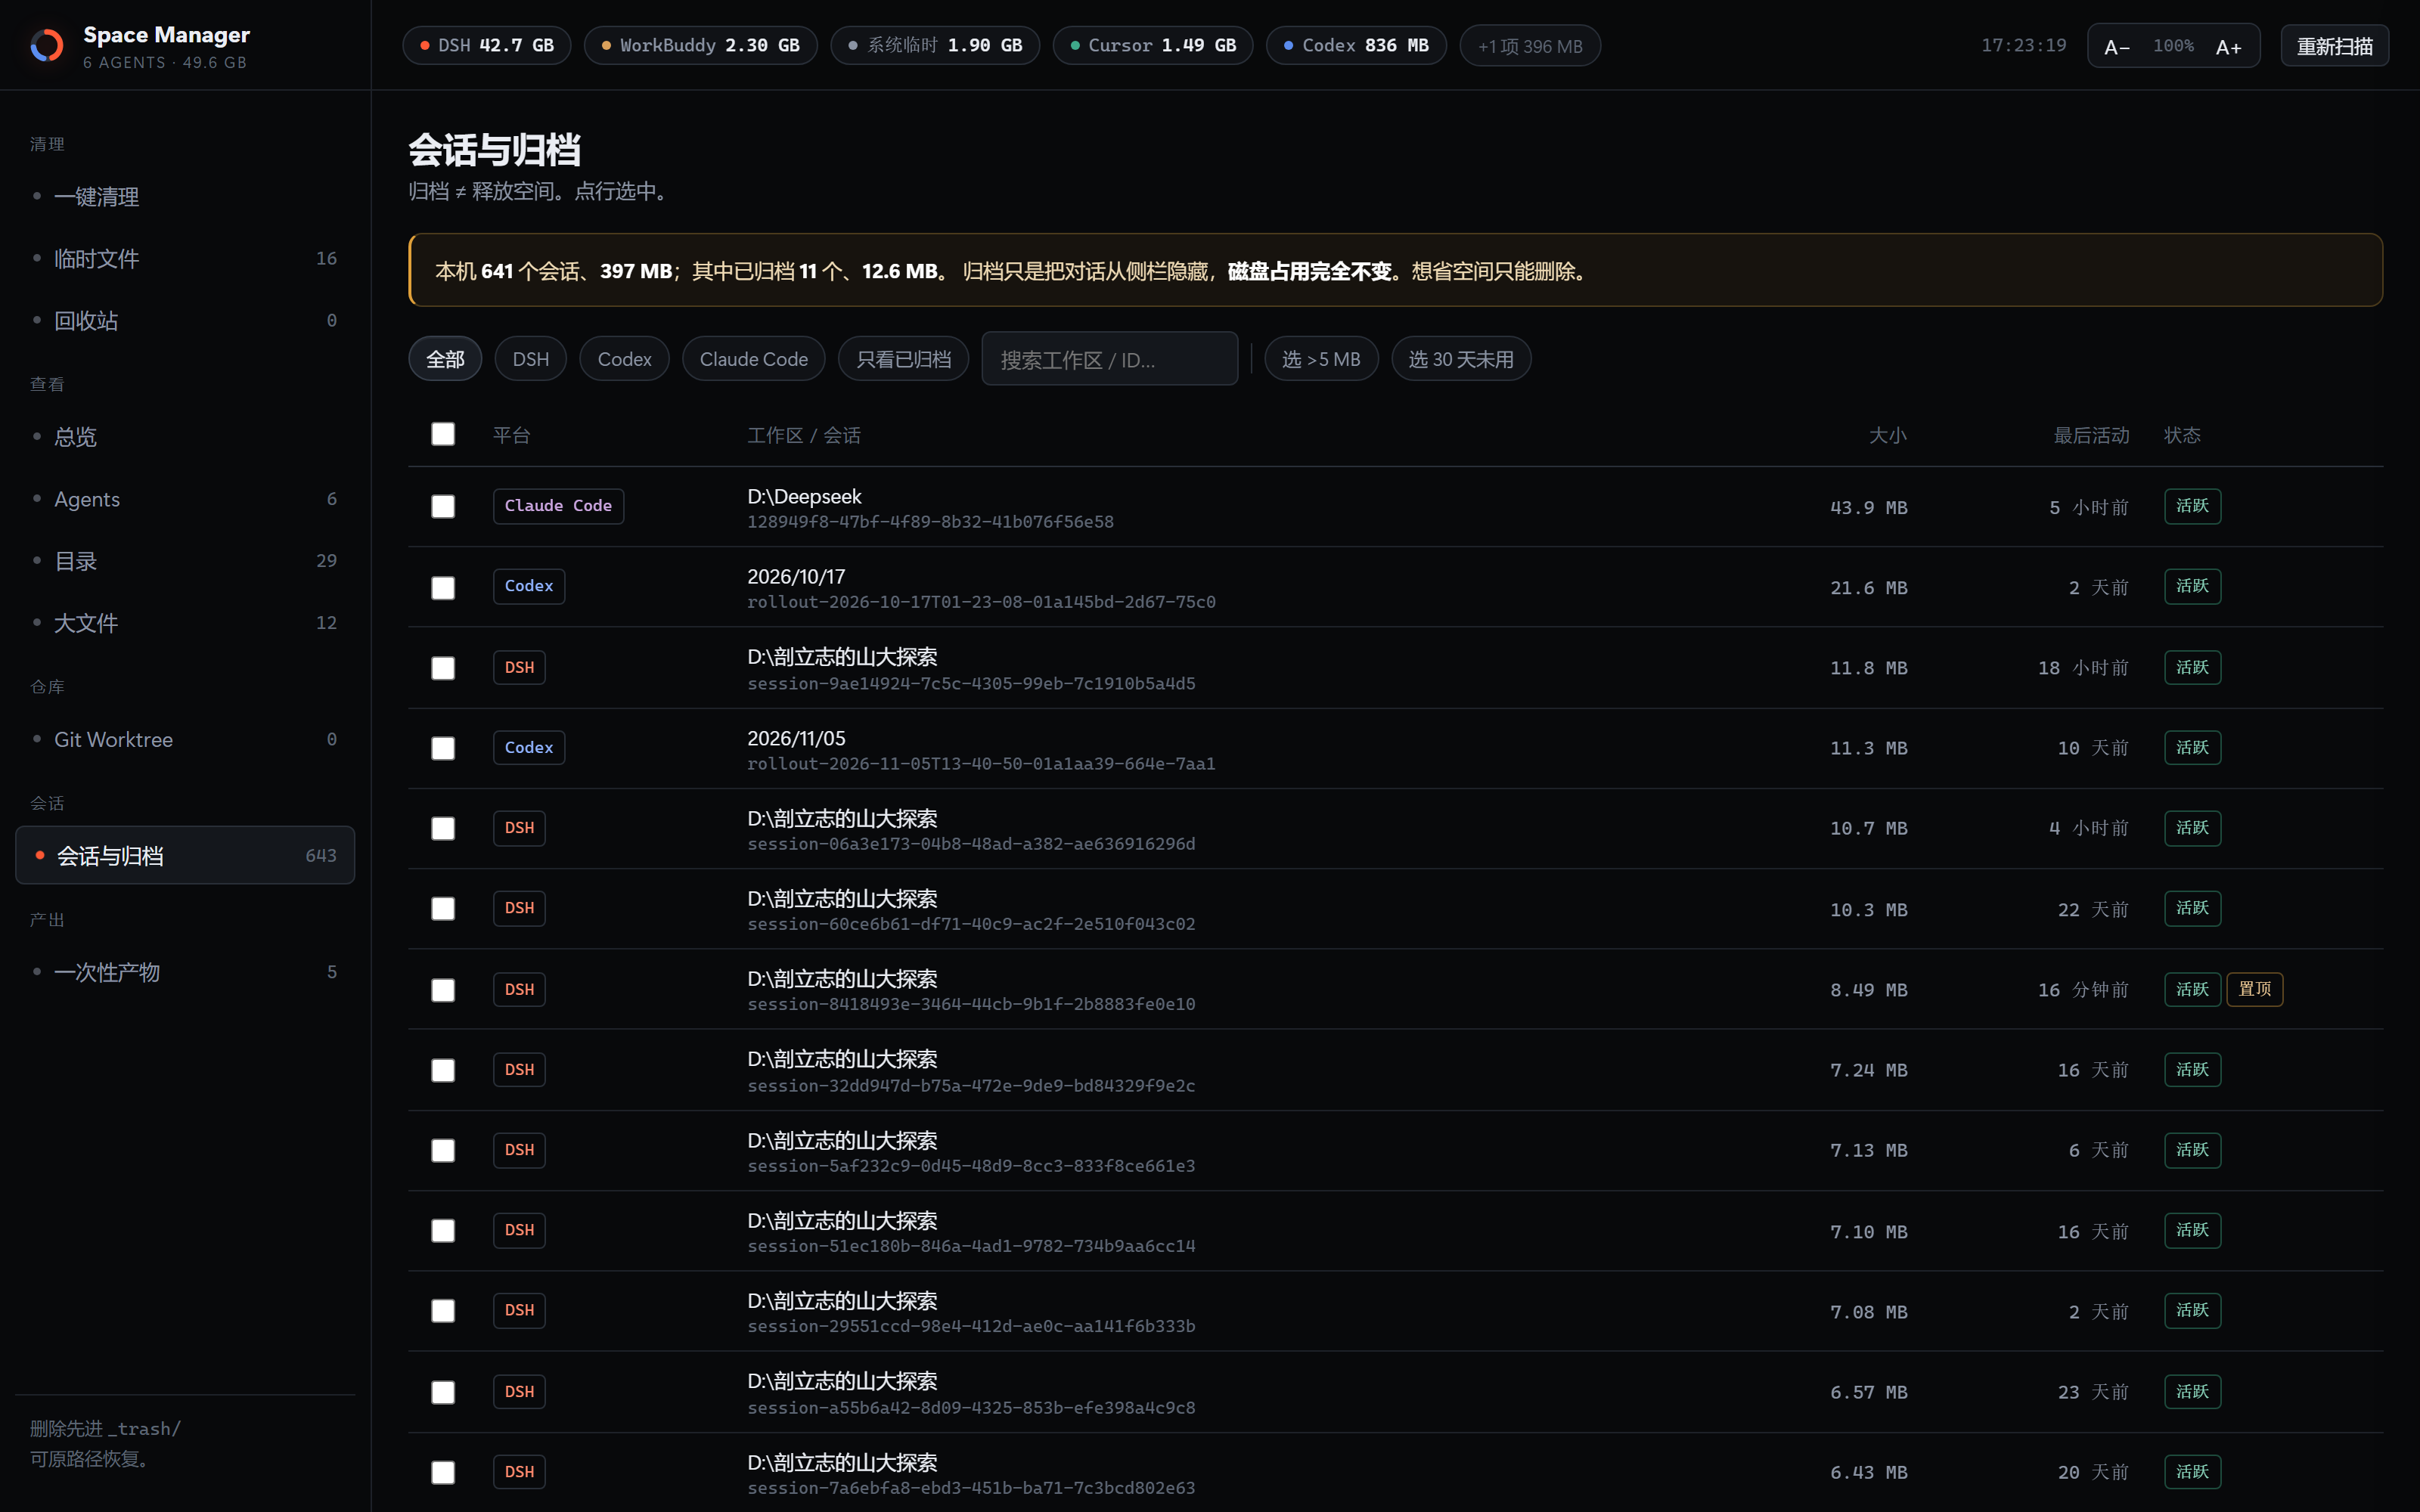 Space Manager
6 AGENTS · 49.6 GB
DSH 42.7 GB
WorkBuddy 2.30 GB
系统临时 1.90 GB
Cursor 1.49 GB
Codex 836 MB
+1 项 396 MB
17:23:19
A− 100% A+
重新扫描
清理
一键清理
临时文件 16
回收站 0
查看
总览
Agents 6
目录 29
大文件 12
仓库
Git Worktree 0
会话
会话与归档 643
产出
一次性产物 5
删除先进 _trash/
可原路径恢复。
会话与归档
归档 ≠ 释放空间。点行选中。
本机 641 个会话、397 MB；其中已归档 11 个、12.6 MB。 归档只是把对话从侧栏隐藏，磁盘占用完全不变。想省空间只能删除。
全部 DSH Codex Claude Code 只看已归档 搜索工作区 / ID... 选 >5 MB 选 30 天未用
平台 工作区 / 会话 大小 最后活动 状态
Claude Code D:\Deepseek 43.9 MB 5 小时前 活跃
128949f8-47bf-4f89-8b32-41b076f56e58
Codex 2026/10/17 21.6 MB 2 天前 活跃
rollout-2026-10-17T01-23-08-01a145bd-2d67-75c0
DSH D:\剖立志的山大探索 11.8 MB 18 小时前 活跃
session-9ae14924-7c5c-4305-99eb-7c1910b5a4d5
Codex 2026/11/05 11.3 MB 10 天前 活跃
rollout-2026-11-05T13-40-50-01a1aa39-664e-7aa1
DSH D:\剖立志的山大探索 10.7 MB 4 小时前 活跃
session-06a3e173-04b8-48ad-a382-ae636916296d
DSH D:\剖立志的山大探索 10.3 MB 22 天前 活跃
session-60ce6b61-df71-40c9-ac2f-2e510f043c02
DSH D:\剖立志的山大探索 8.49 MB 16 分钟前 活跃 置顶
session-8418493e-3464-44cb-9b1f-2b8883fe0e10
DSH D:\剖立志的山大探索 7.24 MB 16 天前 活跃
session-32dd947d-b75a-472e-9de9-bd84329f9e2c
DSH D:\剖立志的山大探索 7.13 MB 6 天前 活跃
session-5af232c9-0d45-48d9-8cc3-833f8ce661e3
DSH D:\剖立志的山大探索 7.10 MB 16 天前 活跃
session-51ec180b-846a-4ad1-9782-734b9aa6cc14
DSH D:\剖立志的山大探索 7.08 MB 2 天前 活跃
session-29551ccd-98e4-412d-ae0c-aa141f6b333b
DSH D:\剖立志的山大探索 6.57 MB 23 天前 活跃
session-a55b6a42-8d09-4325-853b-efe398a4c9c8
DSH D:\剖立志的山大探索 6.43 MB 20 天前 活跃
session-7a6ebfa8-ebd3-451b-ba71-7c3bcd802e63